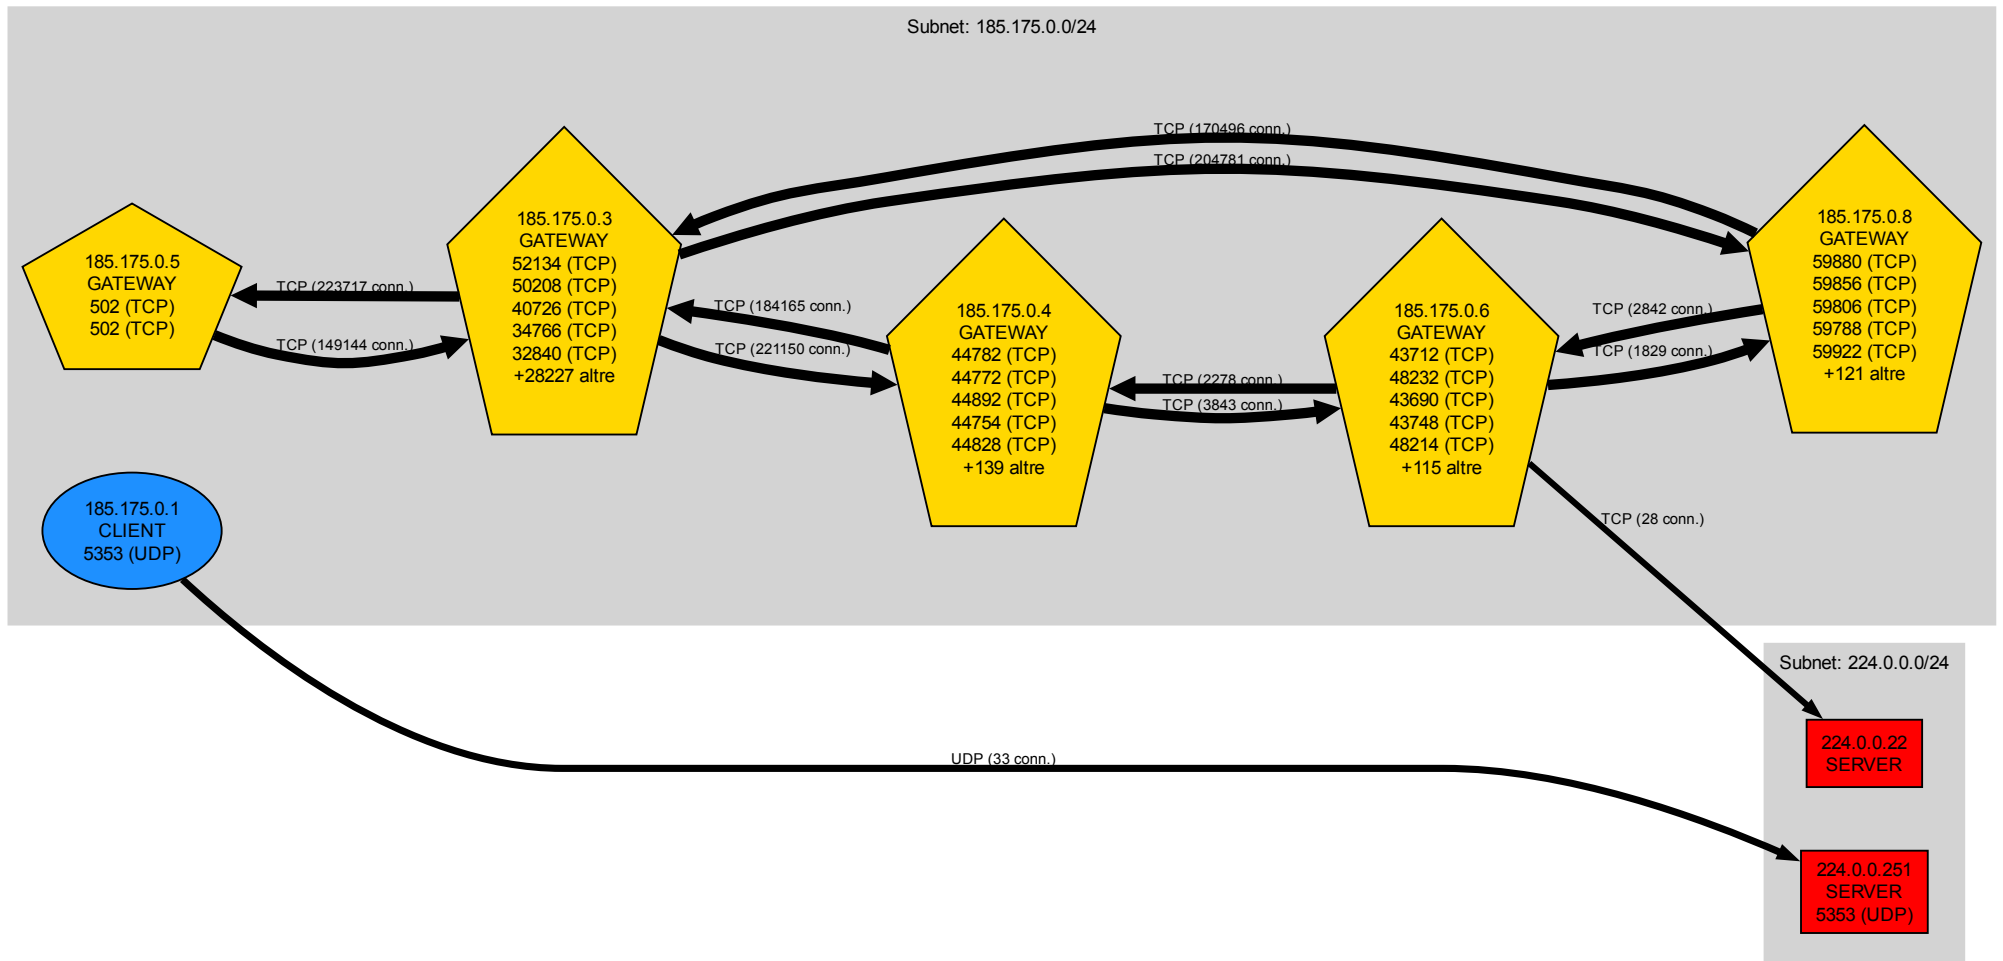 Subnet: 185.175.0.0/24
TCP (170496 conn.)
TCP (204781 conn.)
185.175.0.5
GATEWAY
502 (TCP)
502 (TCP)
TCP (223717 conn.)
TCP (149144 conn.)
185.175.0.3
GATEWAY
52134 (TCP)
50208 (TCP)
40726 (TCP)
34766 (TCP)
32840 (TCP)
+28227 altre
TCP (184165 conn.)
TCP (221150 conn.)
185.175.0.4
GATEWAY
44782 (TCP)
44772 (TCP)
44892 (TCP)
44754 (TCP)
44828 (TCP)
+139 altre
TCP (2278 conn.)
TCP (3843 conn.)
185.175.0.6
GATEWAY
43712 (TCP)
48232 (TCP)
43690 (TCP)
43748 (TCP)
48214 (TCP)
+115 altre
TCP (2842 conn.)
TCP (1829 conn.)
185.175.0.8
GATEWAY
59880 (TCP)
59856 (TCP)
59806 (TCP)
59788 (TCP)
59922 (TCP)
+121 altre
185.175.0.1
CLIENT
5353 (UDP)
TCP (28 conn.)
UDP (33 conn.)
Subnet: 224.0.0.0/24
224.0.0.22
SERVER
224.0.0.251
SERVER
5353 (UDP)